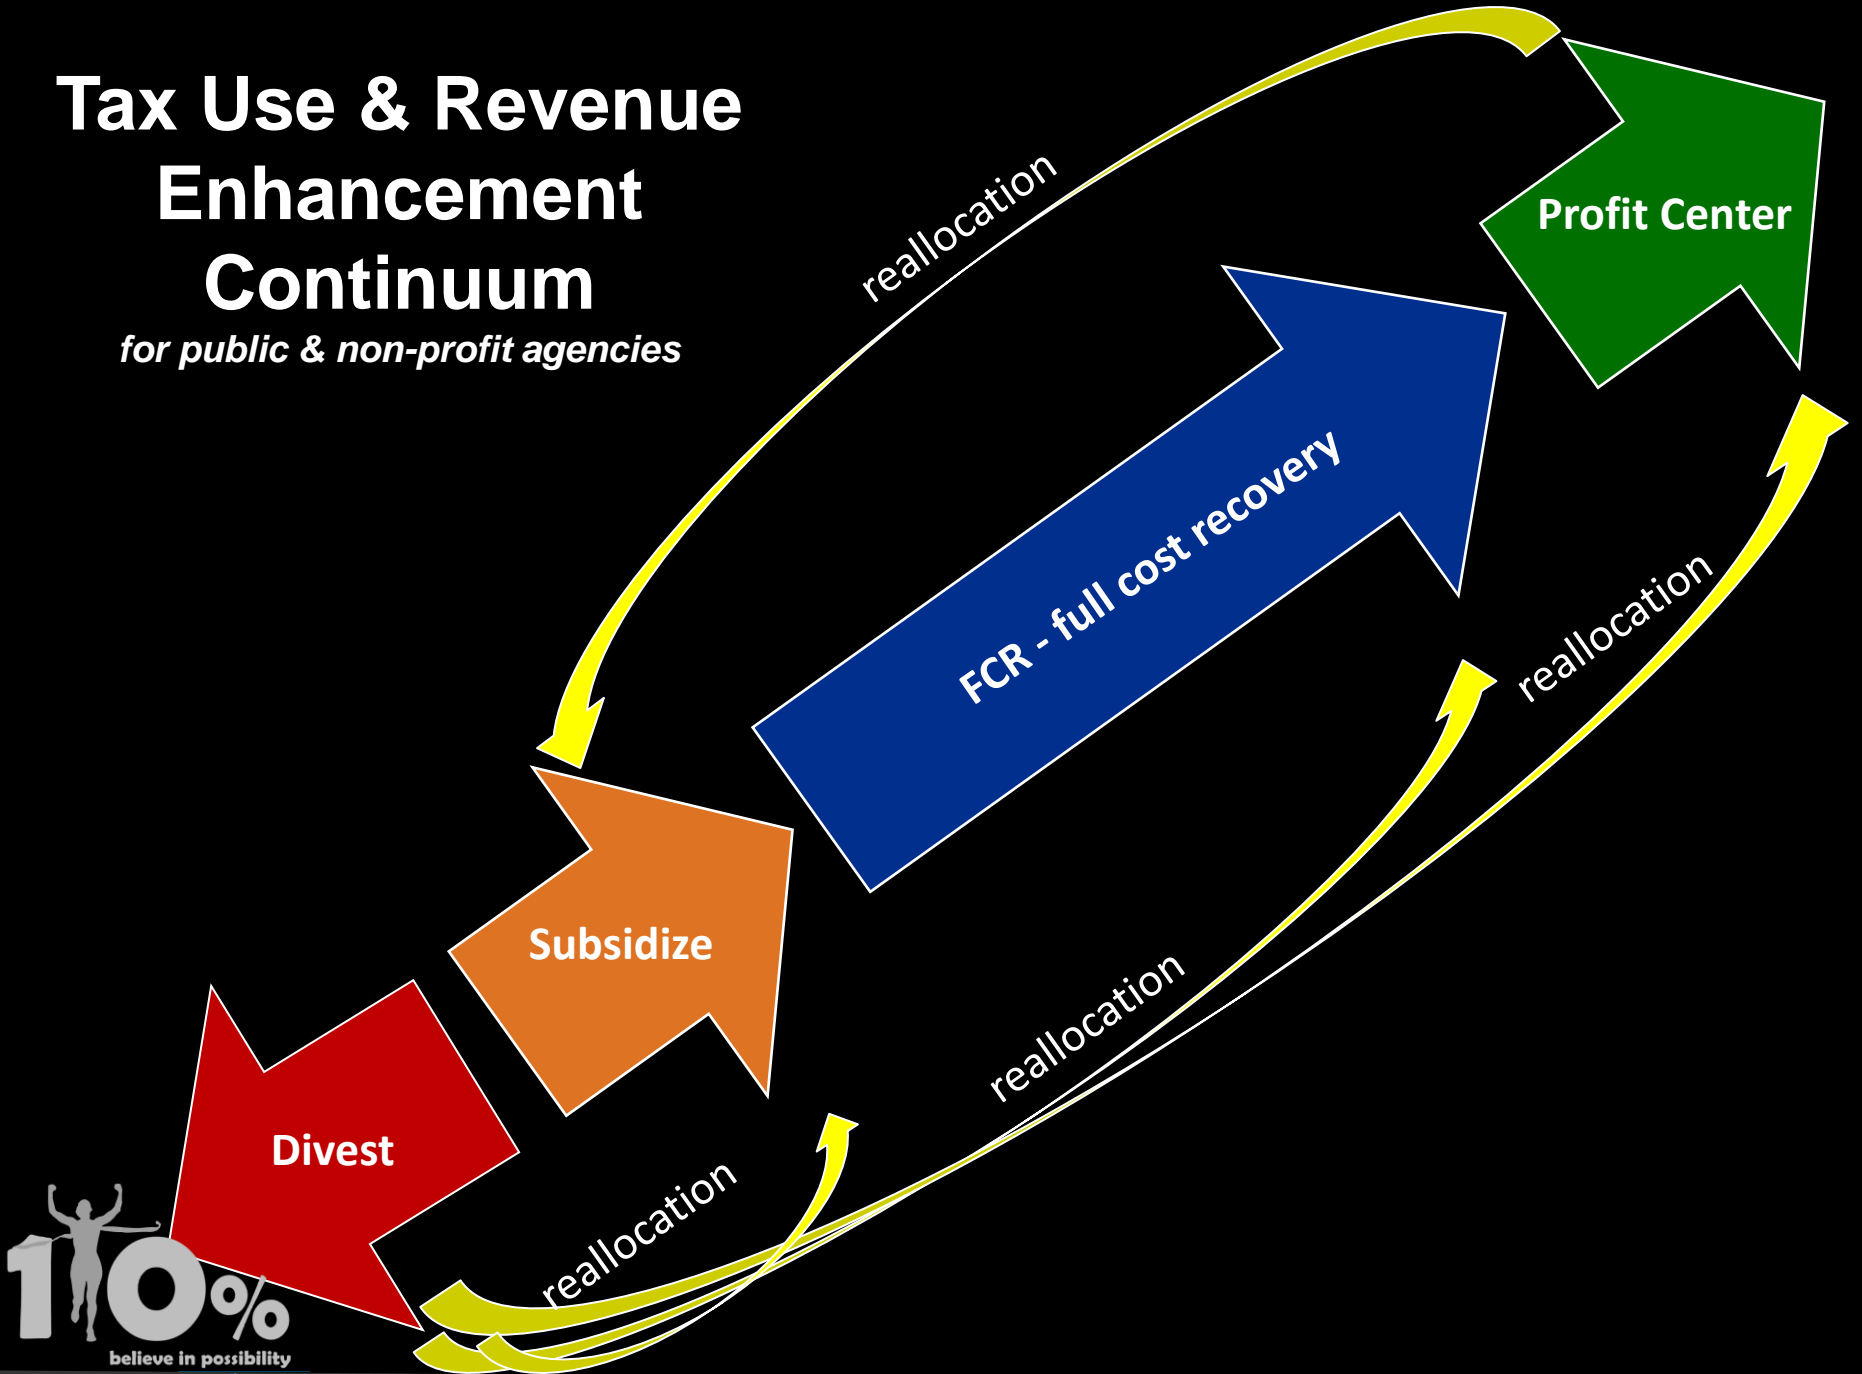 Tax Use & Revenue
Enhancement
Continuum
for public & non-profit agencies
reallocation
Profit Center
FCR - full cost recovery
reallocation
Subsidize
reallocation
Divest
reallocation
110%
believe in possibility